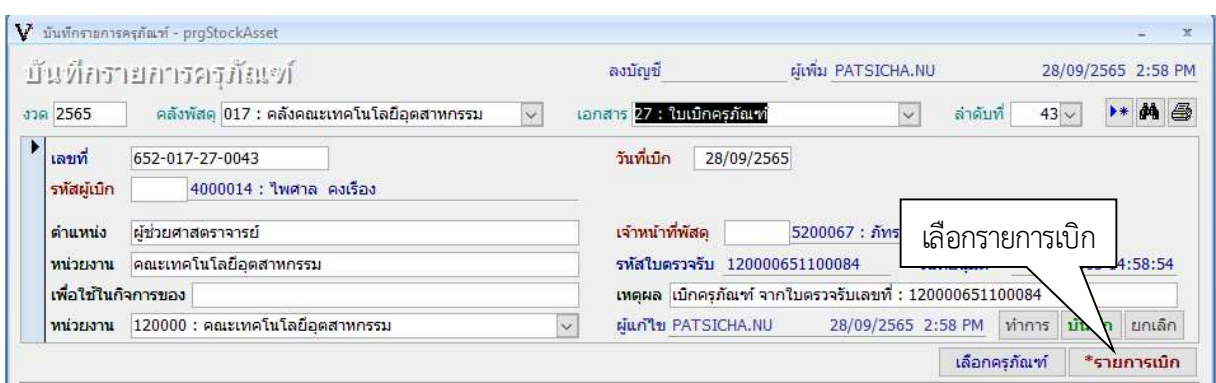 บันทึกรายการครุภัณฑ์ - prgStockAsset
บันทึกรายการครุภัณฑ์ ลงบัญชี ผู้เพิ่ม PATSICHA.NU 28/09/2565 2:58 PM
งวด 2565 คลังพัสดุ 017 : คลังคณะเทคโนโลยีอุตสาหกรรม เอกสาร 27 : ใบเบิกครุภัณฑ์ ลำดับที่ 43
เลขที่ 652-017-27-0043 วันที่เบิก 28/09/2565
รหัสผู้เบิก 4000014 : ไพศาล คงเรือง
เลือกรายการเบิก
ตำแหน่ง ผู้ช่วยศาสตราจารย์ เจ้าหน้าที่พัสดุ 5200067 : ภัทร
หน่วยงาน คณะเทคโนโลยีอุตสาหกรรม รหัสใบตรวจรับ 120000651100084 4:58:54
เพื่อใช้ในกิจการของ เหตุผล เบิกครุภัณฑ์ จากใบตรวจรับเลขที่ : 120000651100084
หน่วยงาน 120000 : คณะเทคโนโลยีอุตสาหกรรม ผู้แก้ไข PATSICHA.NU 28/09/2565 2:58 PM ทำการ ยกเลิก
เลือกครุภัณฑ์ *รายการเบิก